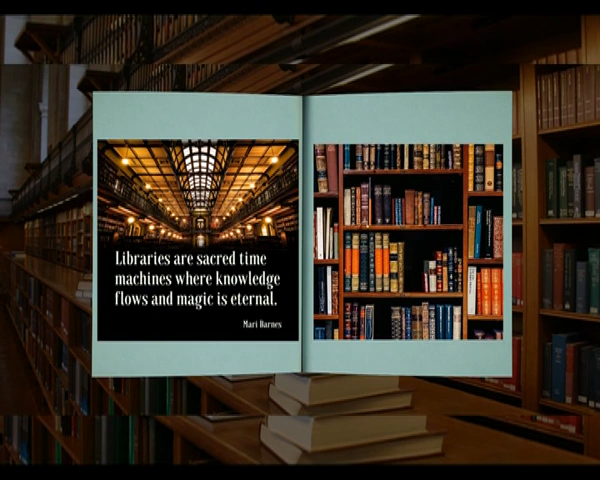 Libraries are sacred time
machines where knowledge
flows and magic is eternal.
Mari Barnes